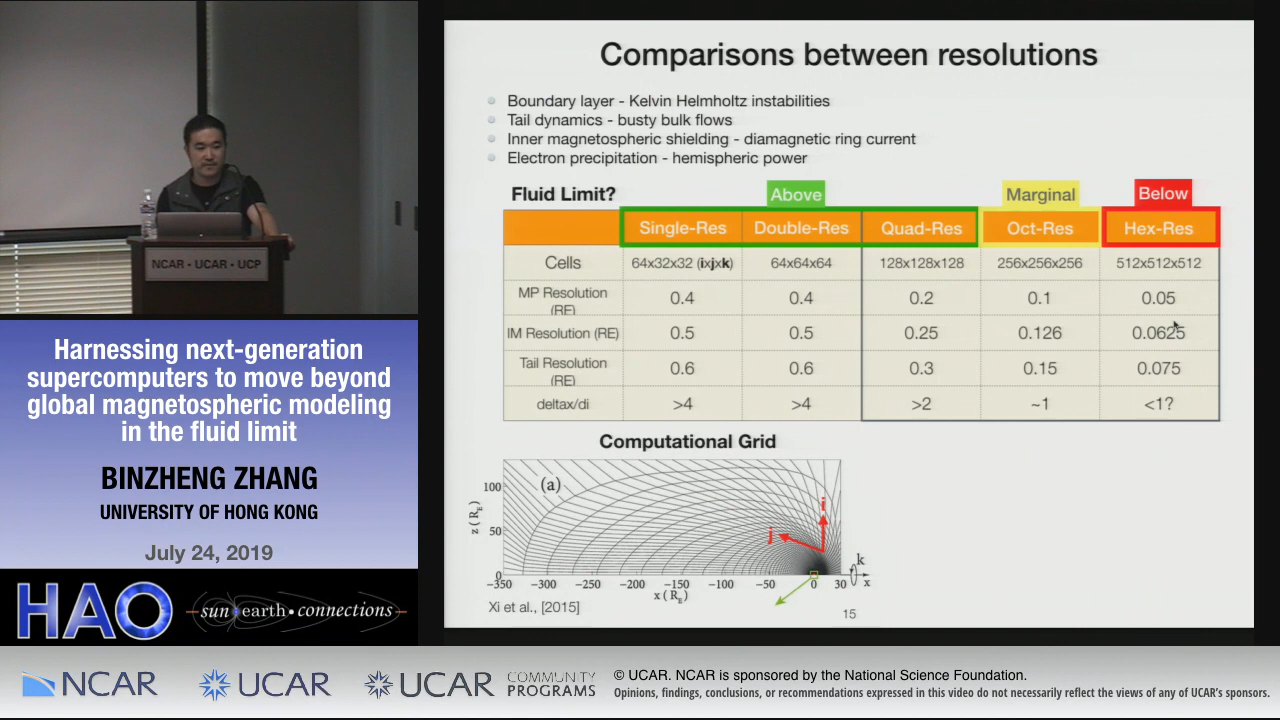 NCAR · UCAR · UCP
Harnessing next-generation
supercomputers to move beyond
global magnetospheric modeling
in the fluid limit
BINZHENG ZHANG
UNIVERSITY OF HONG KONG
July 24, 2019
HAO
sun earth • connections
Comparisons between resolutions
Boundary layer - Kelvin Helmholtz instabilities
Tail dynamics - busty bulk flows
Inner magnetospheric shielding - diamagnetic ring current
Electron precipitation - hemispheric power
Fluid Limit? Above Marginal Below
Single-Res Double-Res Quad-Res Oct-Res Hex-Res
Cells 64x32x32 (ixjxk) 64x64x64 128x128x128 256x256x256 512x512x512
MP Resolution (RE) 0.4 0.4 0.2 0.1 0.05
IM Resolution (RE) 0.5 0.5 0.25 0.126 0.0625
Tail Resolution (RE) 0.6 0.6 0.3 0.15 0.075
deltax/di >4 >4 >2 ~1 <1?
Computational Grid
(a)
100
50
0
z (RE)
i
j
k
x
-350 -300 -250 -200 -150 -100 -50 0 30
x (RE)
Xi et al., [2015]
15
NCAR UCAR UCAR COMMUNITY PROGRAMS
© UCAR. NCAR is sponsored by the National Science Foundation.
Opinions, findings, conclusions, or recommendations expressed in this video do not necessarily reflect the views of any of UCAR's sponsors.